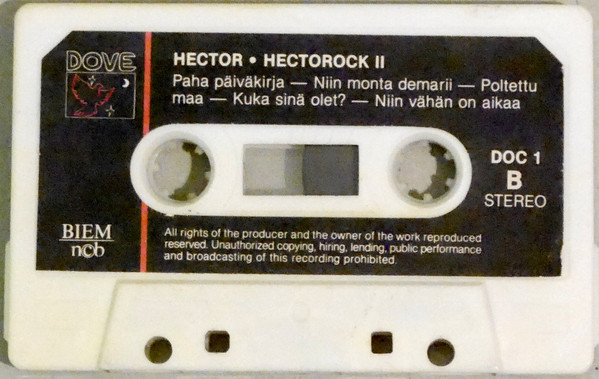 DOVE
HECTOR • HECTOROCK II
Paha päiväkirja — Niin monta demarii — Poltettu
maa — Kuka sinä olet? — Niin vähän on aikaa
DOC 1
B
STEREO
BIEM
ncb
All rights of the producer and the owner of the work reproduced
reserved. Unauthorized copying, hiring, lending, public performance
and broadcasting of this recording prohibited.